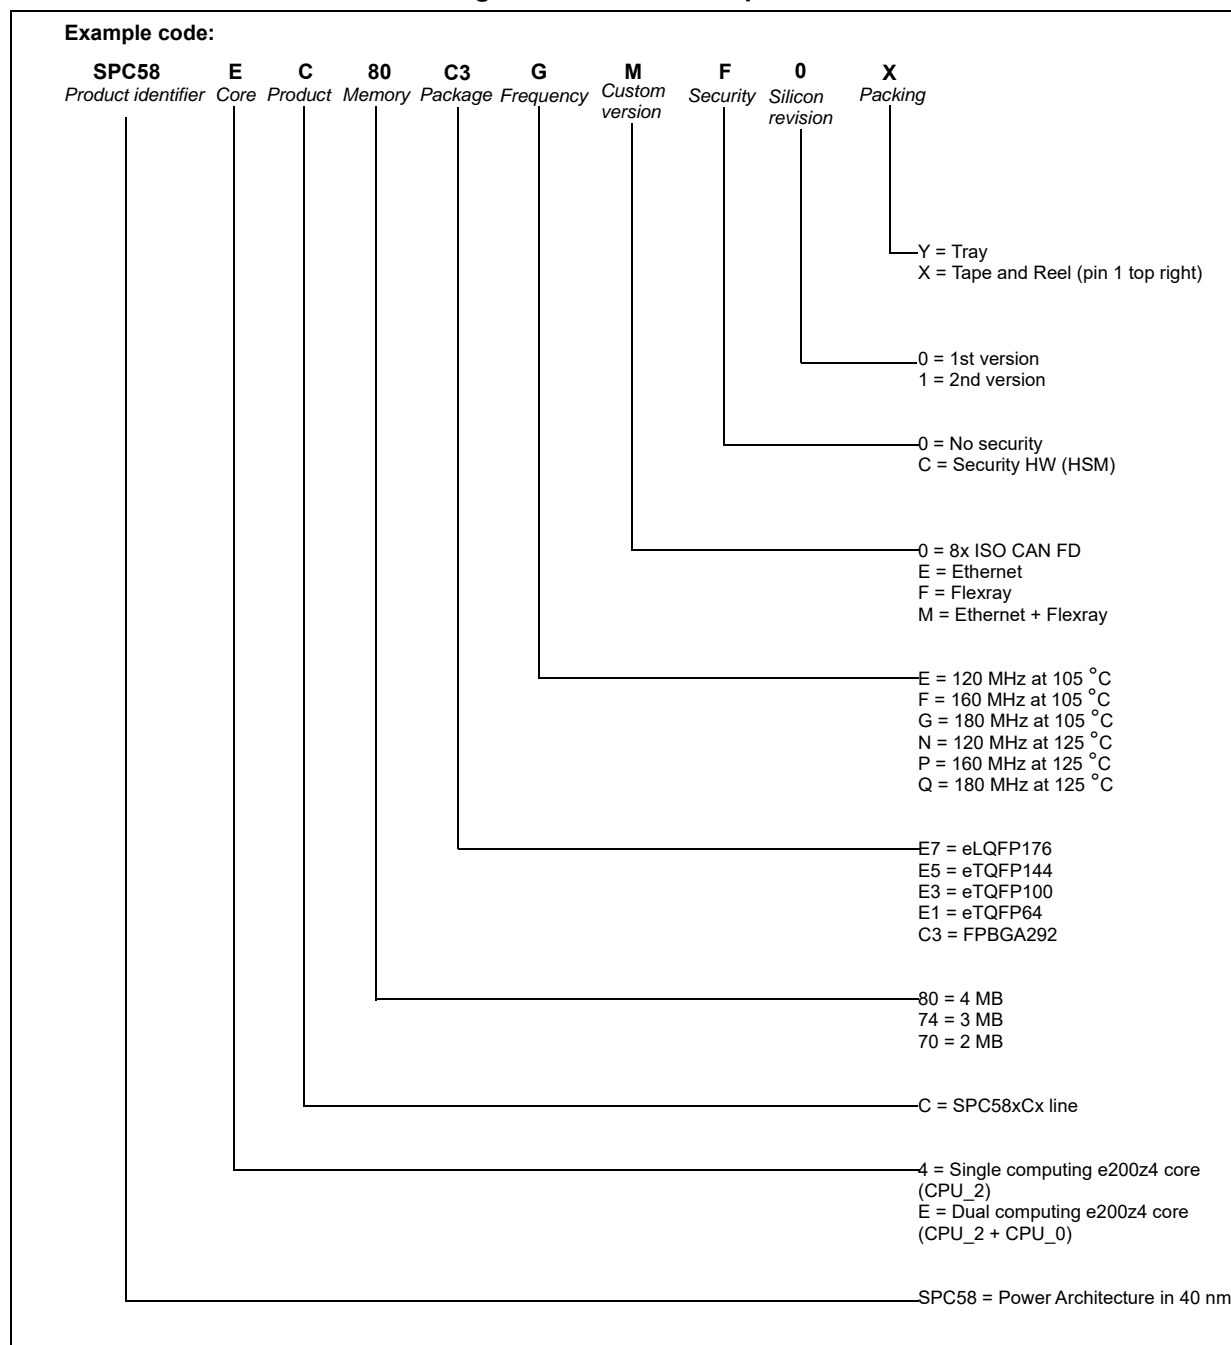 Example code:
SPC58 E C 80 C3 G M F 0 X
Product identifier Core Product Memory Package Frequency Custom version Security Silicon revision Packing
Y = Tray
X = Tape and Reel (pin 1 top right)
0 = 1st version
1 = 2nd version
0 = No security
C = Security HW (HSM)
0 = 8x ISO CAN FD
E = Ethernet
F = Flexray
M = Ethernet + Flexray
E = 120 MHz at 105 °C
F = 160 MHz at 105 °C
G = 180 MHz at 105 °C
N = 120 MHz at 125 °C
P = 160 MHz at 125 °C
Q = 180 MHz at 125 °C
E7 = eLQFP176
E5 = eTQFP144
E3 = eTQFP100
E1 = eTQFP64
C3 = FPBGA292
80 = 4 MB
74 = 3 MB
70 = 2 MB
C = SPC58xCx line
4 = Single computing e200z4 core
(CPU_2)
E = Dual computing e200z4 core
(CPU_2 + CPU_0)
SPC58 = Power Architecture in 40 nm